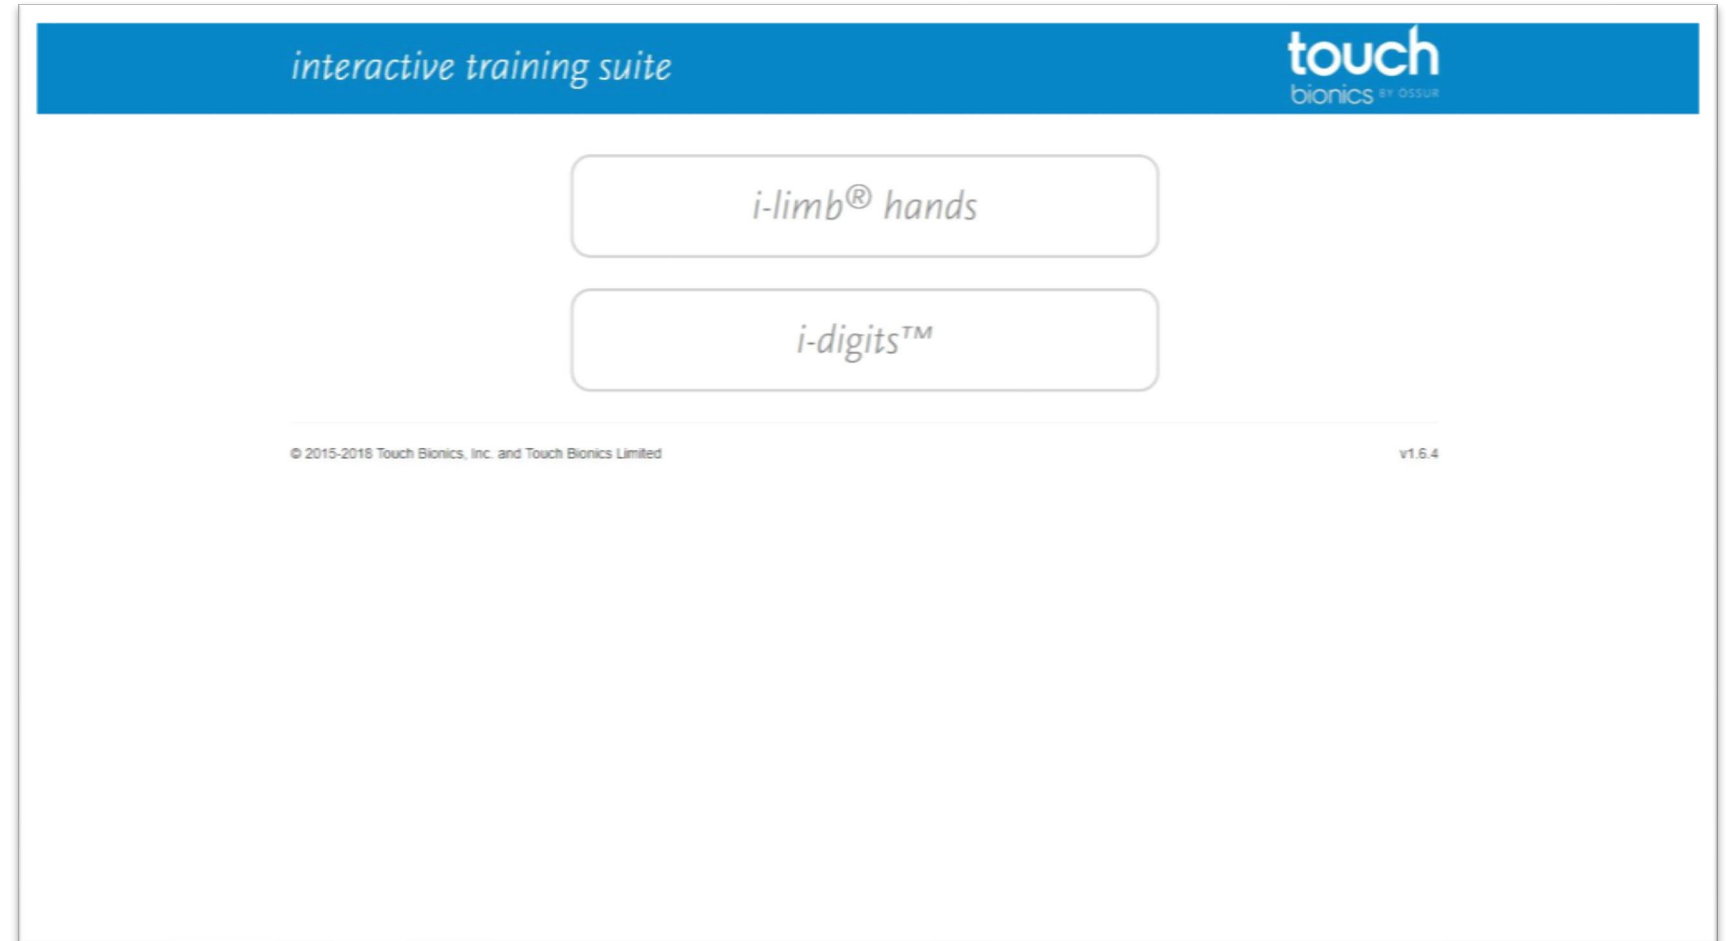 interactive training suite
touch
bionics BY ÖSSUR
i-limb® hands
i-digits™
© 2015-2018 Touch Bionics, Inc. and Touch Bionics Limited
v1.6.4